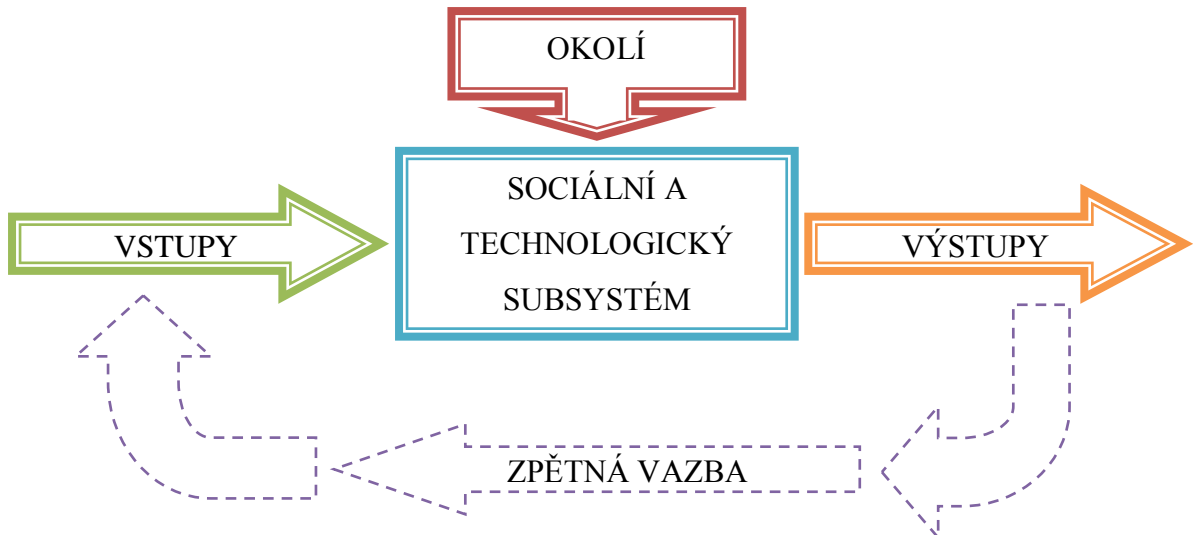 OKOLÍ
VSTUPY
SOCIÁLNÍ A
TECHNOLOGICKÝ
SUBSYSTÉM
VÝSTUPY
ZPĚTNÁ VAZBA